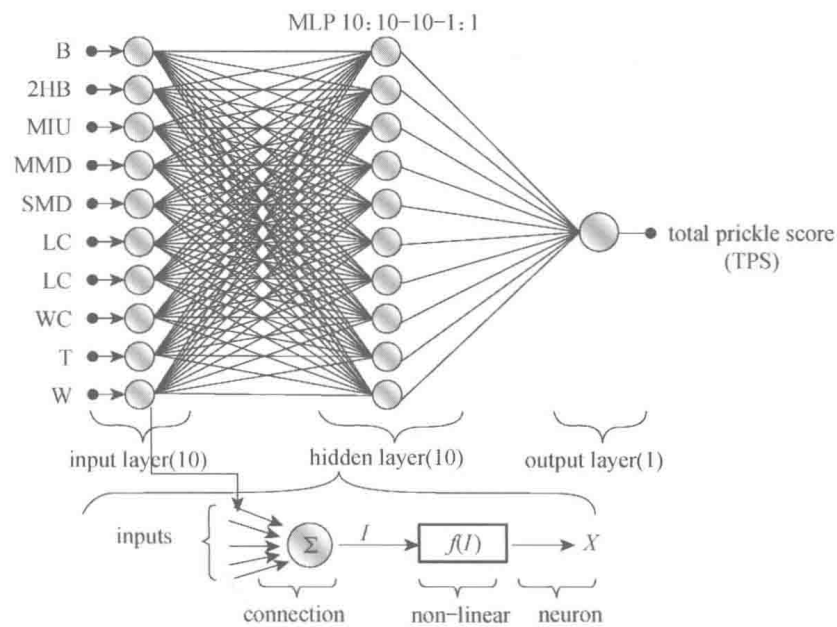 MLP 10:10-10-1:1
B
2HB
MIU
MMD
SMD
LC
LC
WC
T
W
total prickle score
(TPS)
input layer(10)
hidden layer(10)
output layer(1)
inputs
Σ
I
f(I)
X
connection
non-linear
neuron